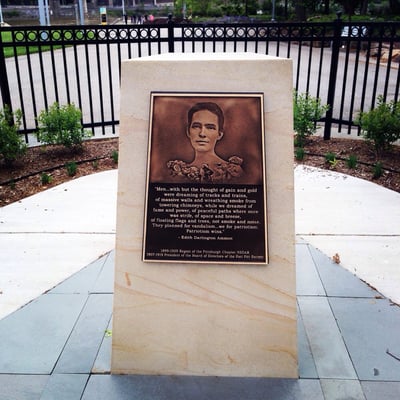 "Men...with but the thought of gain and gold
were dreaming of tracks and trains,
of massive walls and wreathing smoke from
towering chimneys, while we dreamed of
fame and power, of peaceful paths where once
was strife, of space and breeze,
of floating flags and trees, not smoke and noise.
They planned for vandalism...we for patriotism.
Patriotism wins."
- Edith Darlington Ammon
1899-1909 Regent of the Pittsburgh Chapter NSDAR
1907-1919 President of the Board of Directors of the Fort Pitt Society